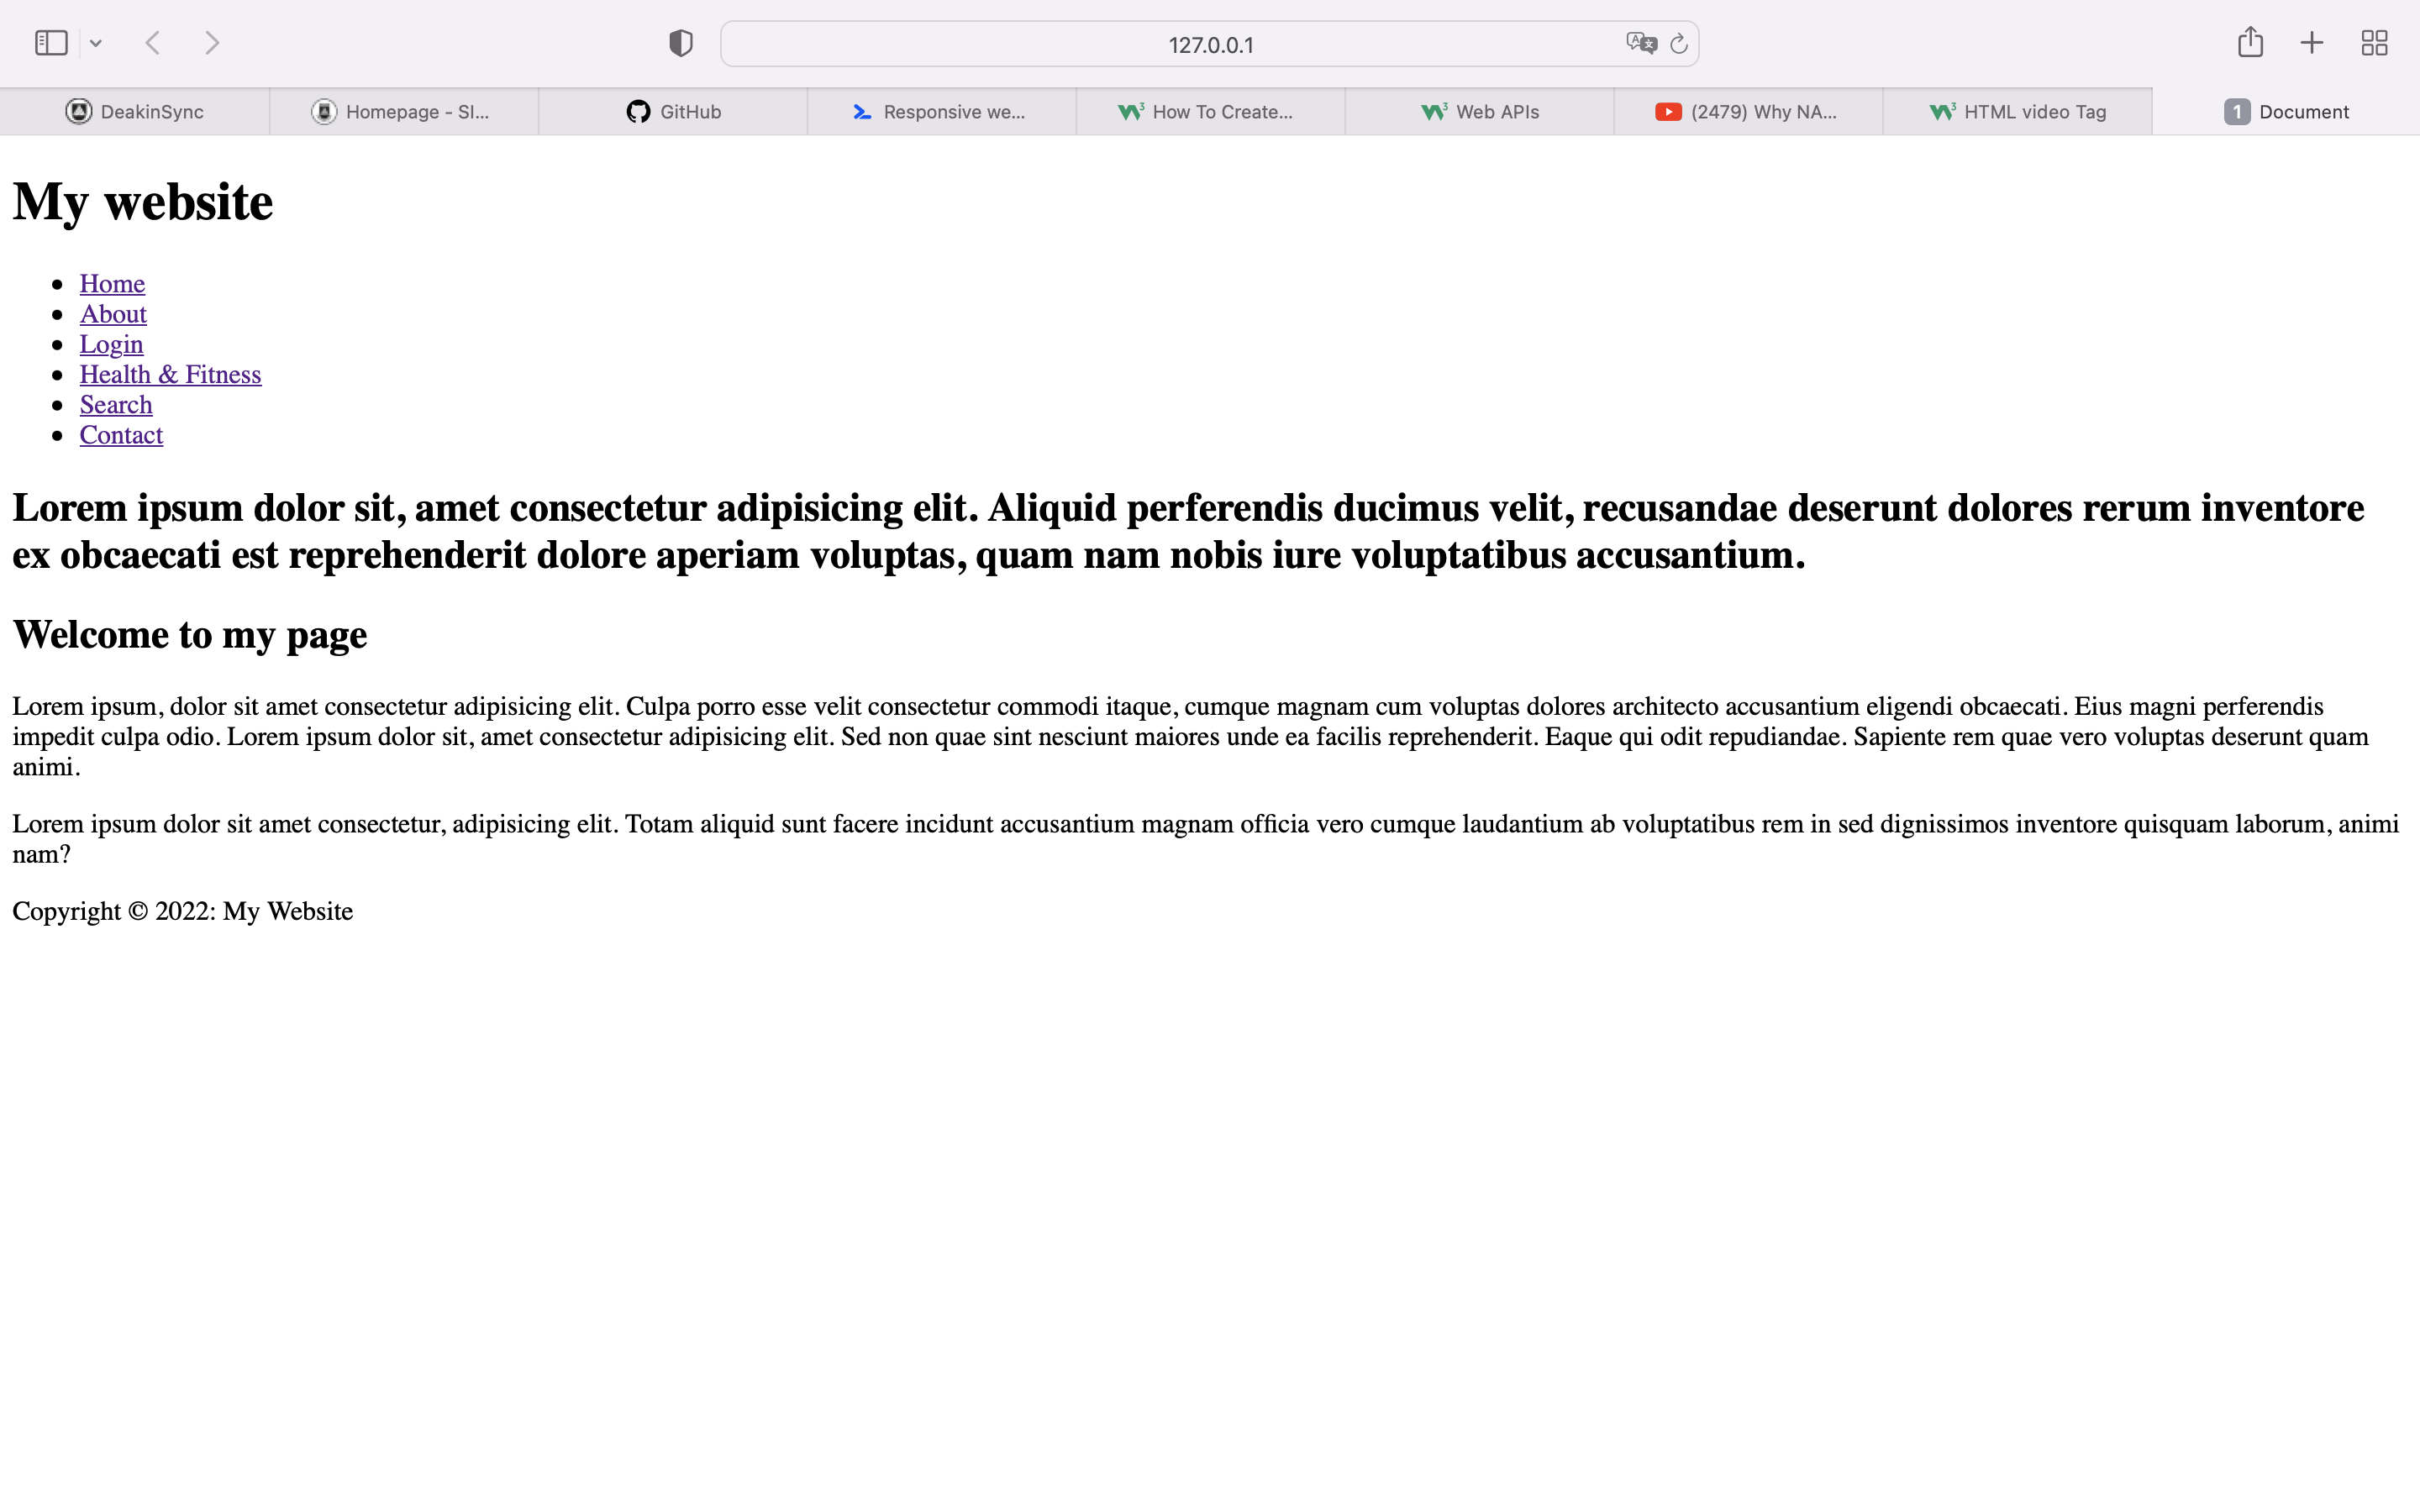 127.0.0.1
DeakinSync
Homepage - SI...
GitHub
Responsive we...
How To Create...
Web APIs
(2479) Why NA...
HTML video Tag
1 Document
My website
Home
About
Login
Health & Fitness
Search
Contact
Lorem ipsum dolor sit, amet consectetur adipisicing elit. Aliquid perferendis ducimus velit, recusandae deserunt dolores rerum inventore
ex obcaecati est reprehenderit dolore aperiam voluptas, quam nam nobis iure voluptatibus accusantium.
Welcome to my page
Lorem ipsum, dolor sit amet consectetur adipisicing elit. Culpa porro esse velit consectetur commodi itaque, cumque magnam cum voluptas dolores architecto accusantium eligendi obcaecati. Eius magni perferendis
impedit culpa odio. Lorem ipsum dolor sit, amet consectetur adipisicing elit. Sed non quae sint nesciunt maiores unde ea facilis reprehenderit. Eaque qui odit repudiandae. Sapiente rem quae vero voluptas deserunt quam
animi.
Lorem ipsum dolor sit amet consectetur, adipisicing elit. Totam aliquid sunt facere incidunt accusantium magnam officia vero cumque laudantium ab voluptatibus rem in sed dignissimos inventore quisquam laborum, animi
nam?
Copyright © 2022: My Website